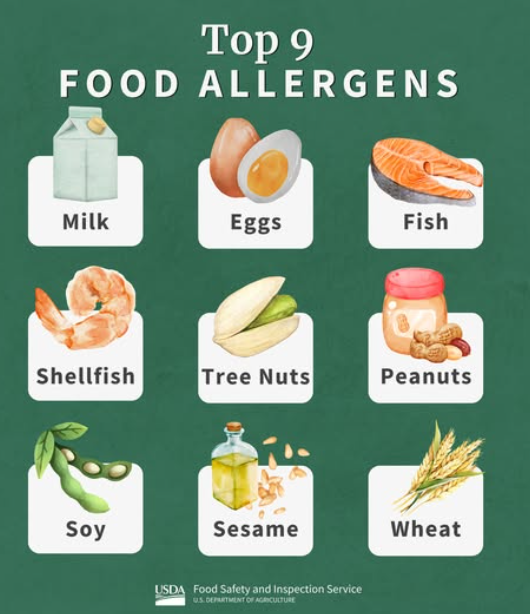 Top 9
FOOD ALLERGENS
Milk
Eggs
Fish
Shellfish
Tree Nuts
Peanuts
Soy
Sesame
Wheat
USDA
Food Safety and Inspection Service
U.S. DEPARTMENT OF AGRICULTURE